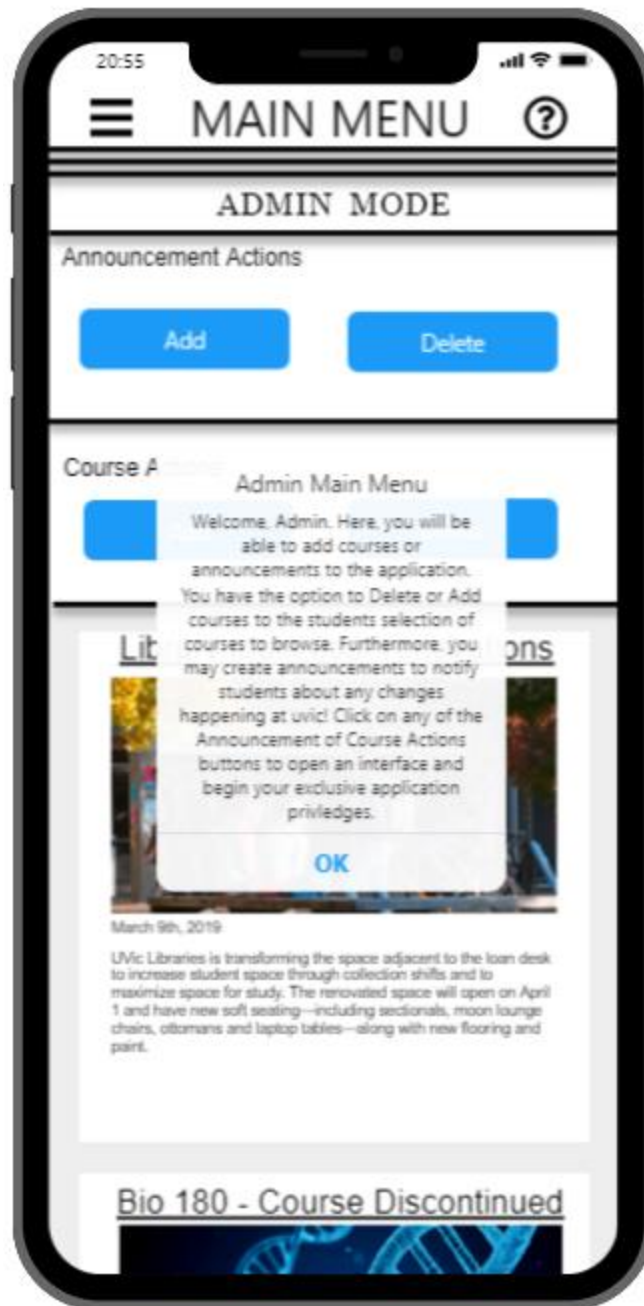 20:55
MAIN MENU
ADMIN MODE
Announcement Actions
Add
Delete
Course A
Admin Main Menu
Welcome, Admin. Here, you will be
able to add courses or
announcements to the application.
You have the option to Delete or Add
courses to the students selection of
courses to browse. Furthermore, you
may create announcements to notify
students about any changes
happening at uvic! Click on any of the
Announcement of Course Actions
buttons to open an interface and
begin your exclusive application
privledges.
OK
Lib
ons
March 9th, 2019
UVic Libraries is transforming the space adjacent to the loan desk
to increase student space through collection shifts and to
maximize space for study. The renovated space will open on April
1 and have new soft seating—including sectionals, moon lounge
chairs, ottomans and laptop tables—along with new flooring and
paint.
Bio 180 - Course Discontinued